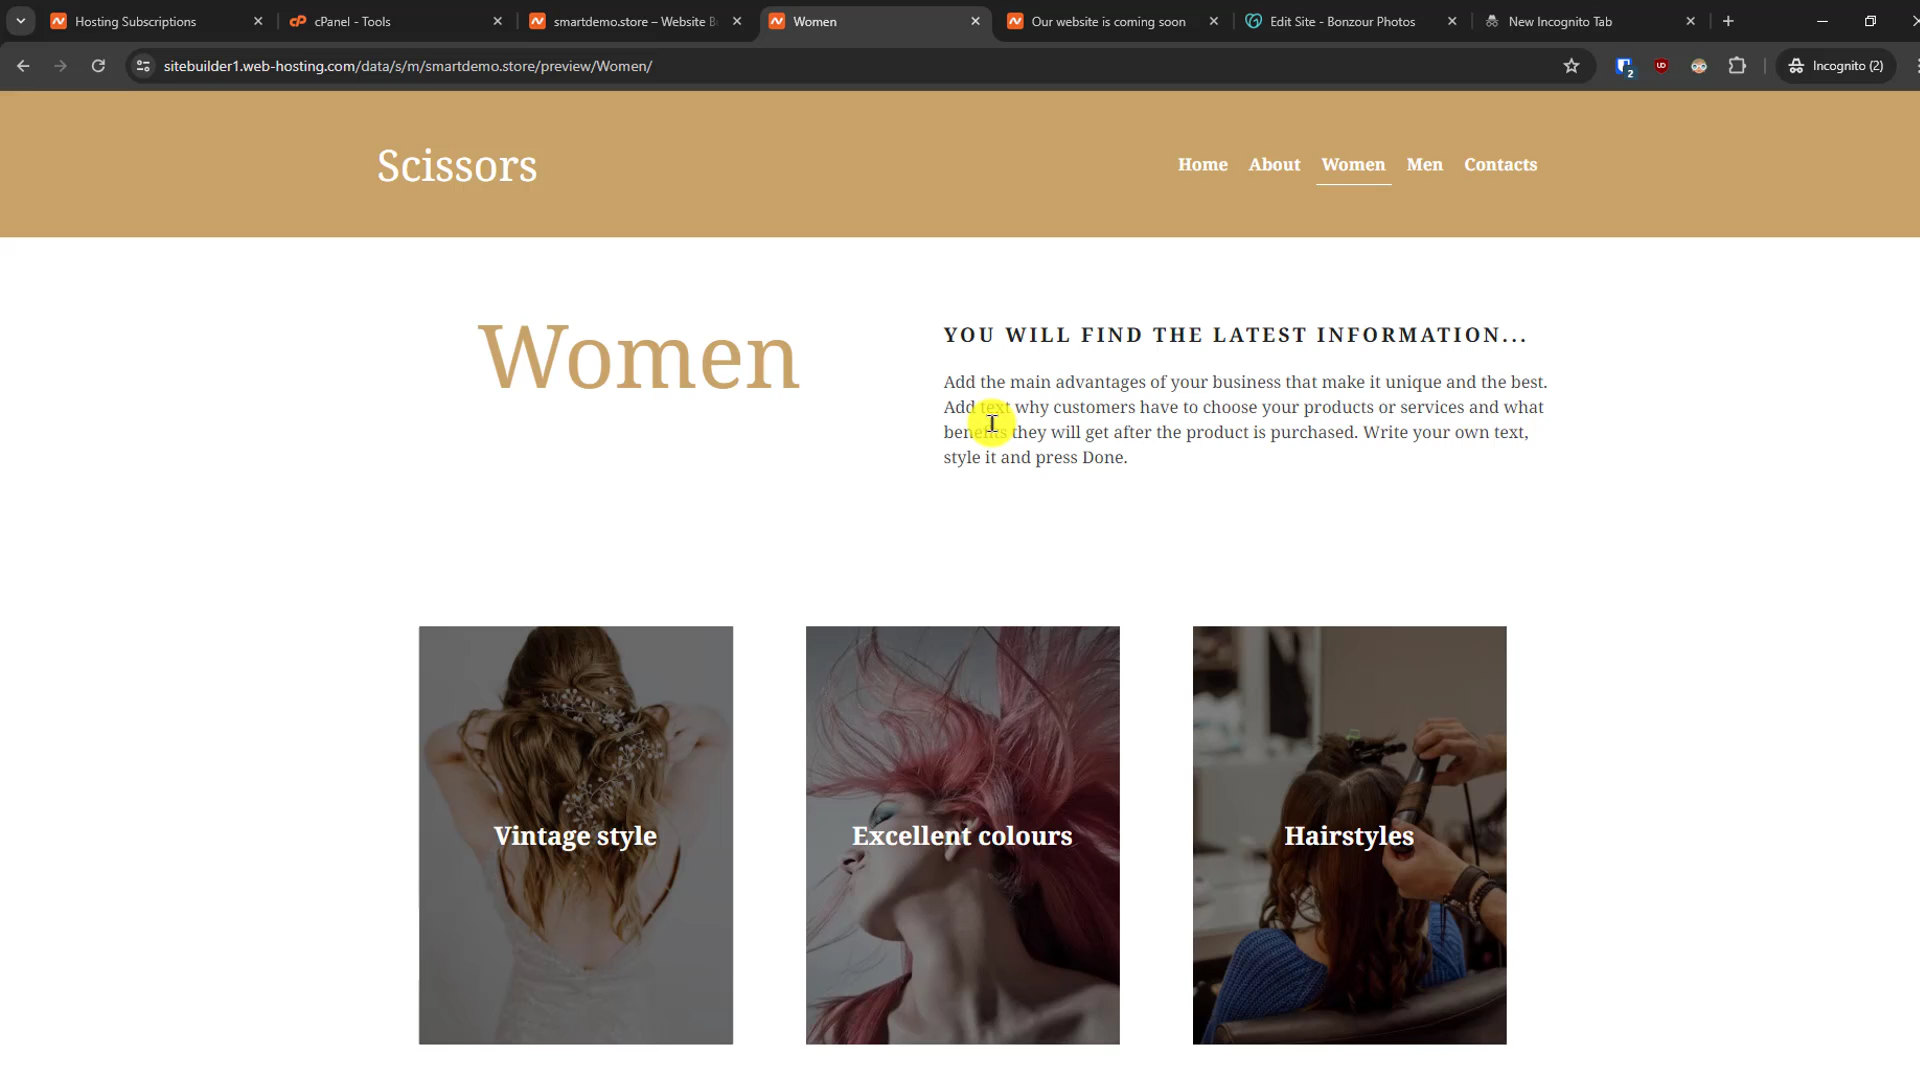 Hosting Subscriptions
cPanel - Tools
smartdemo.store – Website B
Women
Our website is coming soon
Edit Site - Bonzour Photos
New Incognito Tab
sitebuilder1.web-hosting.com/data/s/m/smartdemo.store/preview/Women/
2
Incognito (2)
Scissors
Home
About
Women
Men
Contacts
Women
YOU WILL FIND THE LATEST INFORMATION...
Add the main advantages of your business that make it unique and the best.
Add text why customers have to choose your products or services and what
benefits they will get after the product is purchased. Write your own text,
style it and press Done.
Vintage style
Excellent colours
Hairstyles